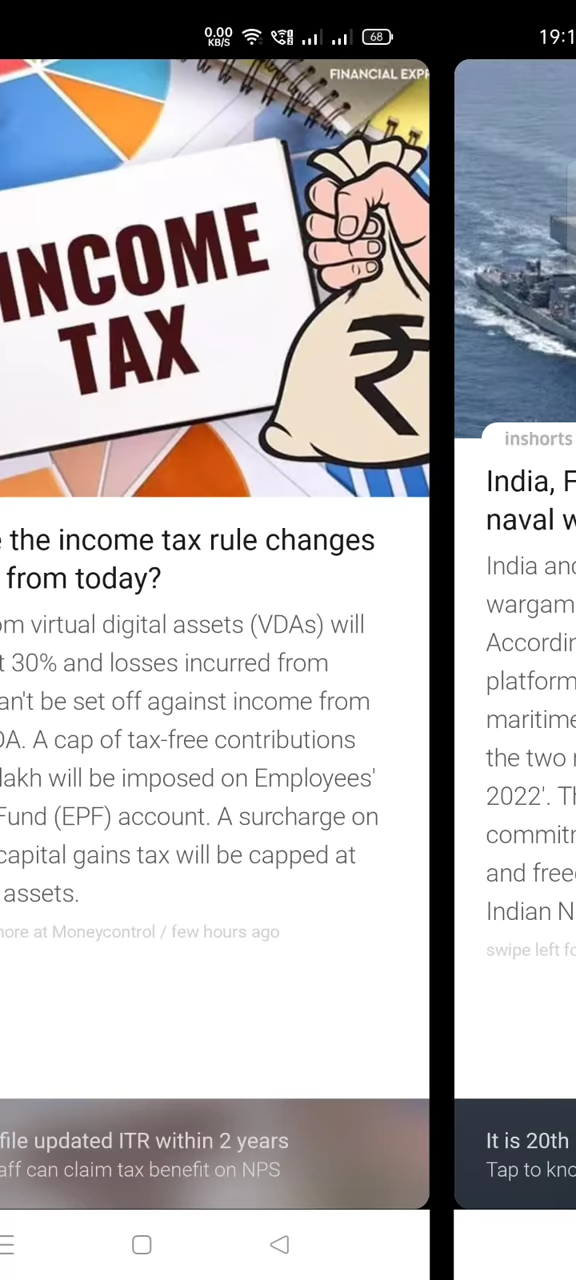 0.00
KB/S
68
FINANCIAL EXPR
INCOME
TAX
₹
e the income tax rule changes
from today?
om virtual digital assets (VDAs) will
t 30% and losses incurred from
an't be set off against income from
DA. A cap of tax-free contributions
lakh will be imposed on Employees'
Fund (EPF) account. A surcharge on
capital gains tax will be capped at
assets.
more at Moneycontrol / few hours ago
file updated ITR within 2 years
aff can claim tax benefit on NPS
19:1
inshorts
India, F
naval w
India and
wargam
Accordin
platform
maritime
the two n
2022'. Th
commitm
and freed
Indian N
swipe left fo
It is 20th
Tap to kno